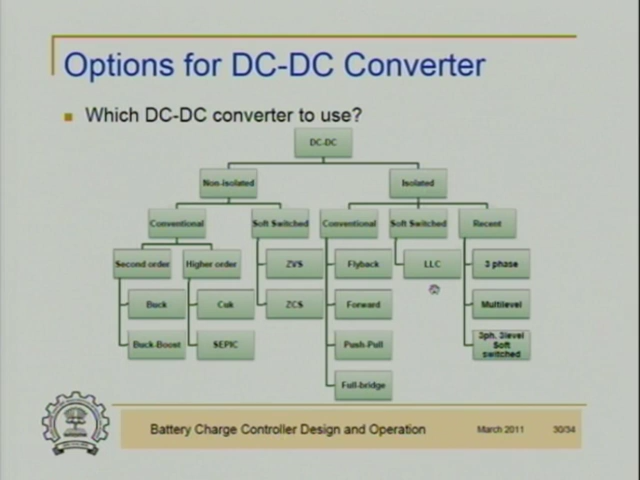 Options for DC-DC Converter
Which DC-DC converter to use?
DC-DC
Non-isolated
Isolated
Conventional
Soft Switched
Conventional
Soft Switched
Recent
Second order
Higher order
ZVS
Flyback
LLC
3 phase
Buck
Cuk
ZCS
Forward
Multilevel
Buck-Boost
SEPIC
Push-Pull
3ph, 3level
Soft
switched
Full-bridge
Battery Charge Controller Design and Operation
March 2011
30/34